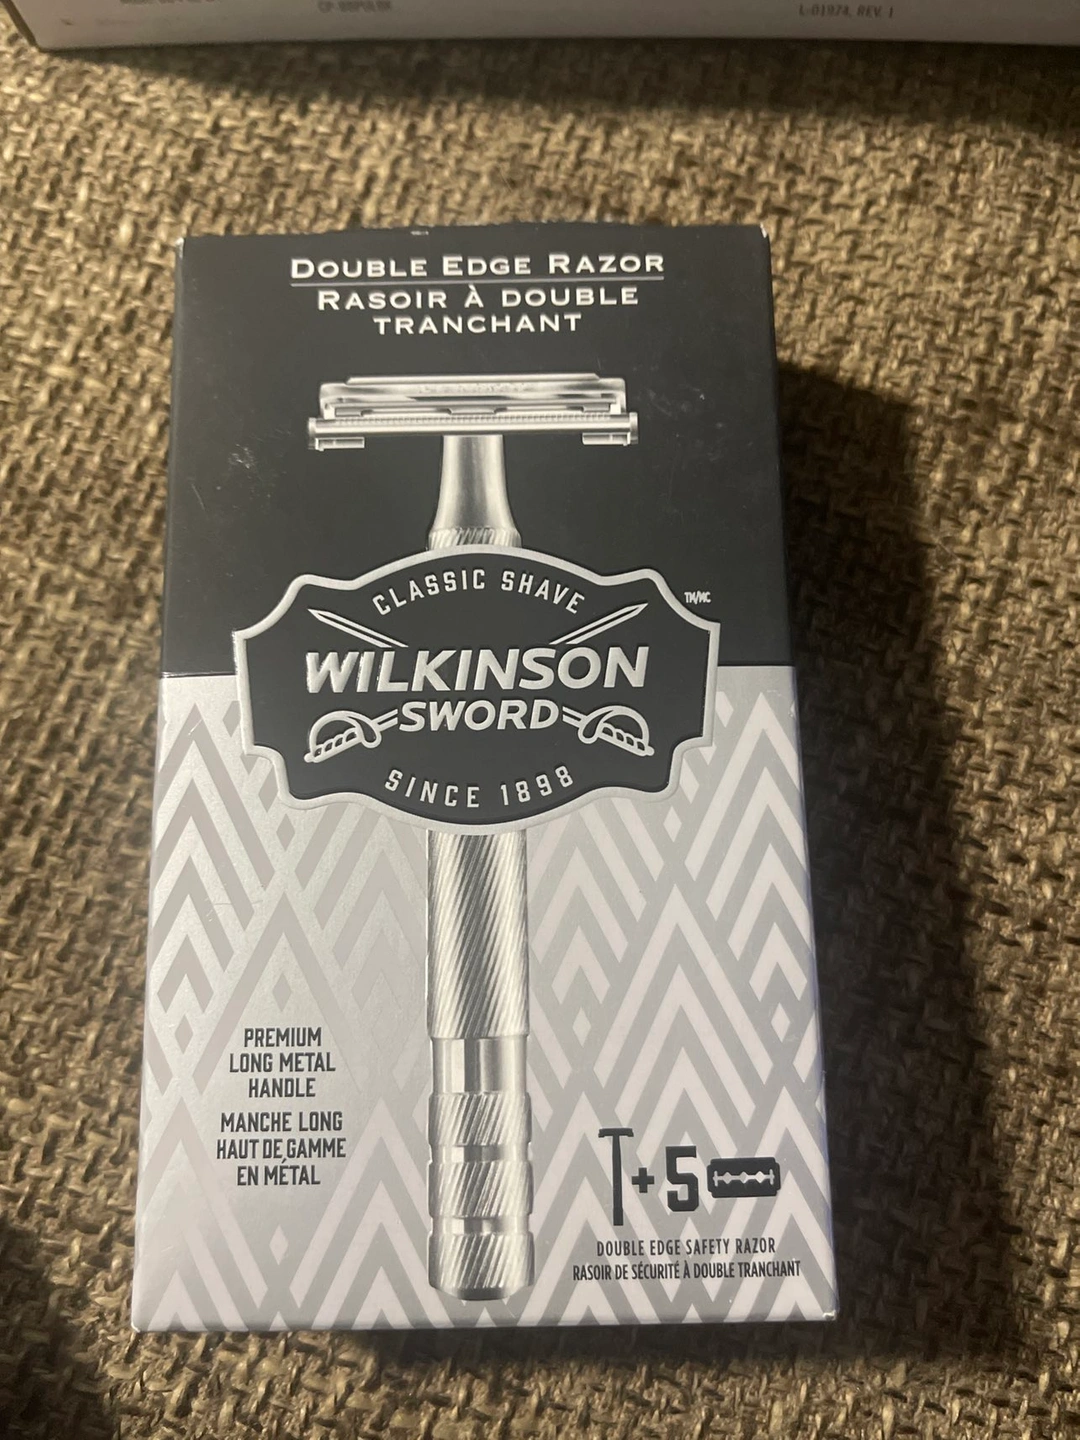 L-01974, REV. 1
DOUBLE EDGE RAZOR
RASOIR À DOUBLE
TRANCHANT
CLASSIC SHAVE
TM/MC
WILKINSON
SWORD
SINCE 1898
PREMIUM
LONG METAL
HANDLE
MANCHE LONG
HAUT DE GAMME
EN MÉTAL
+ 5
DOUBLE EDGE SAFETY RAZOR
RASOIR DE SÉCURITÉ À DOUBLE TRANCHANT